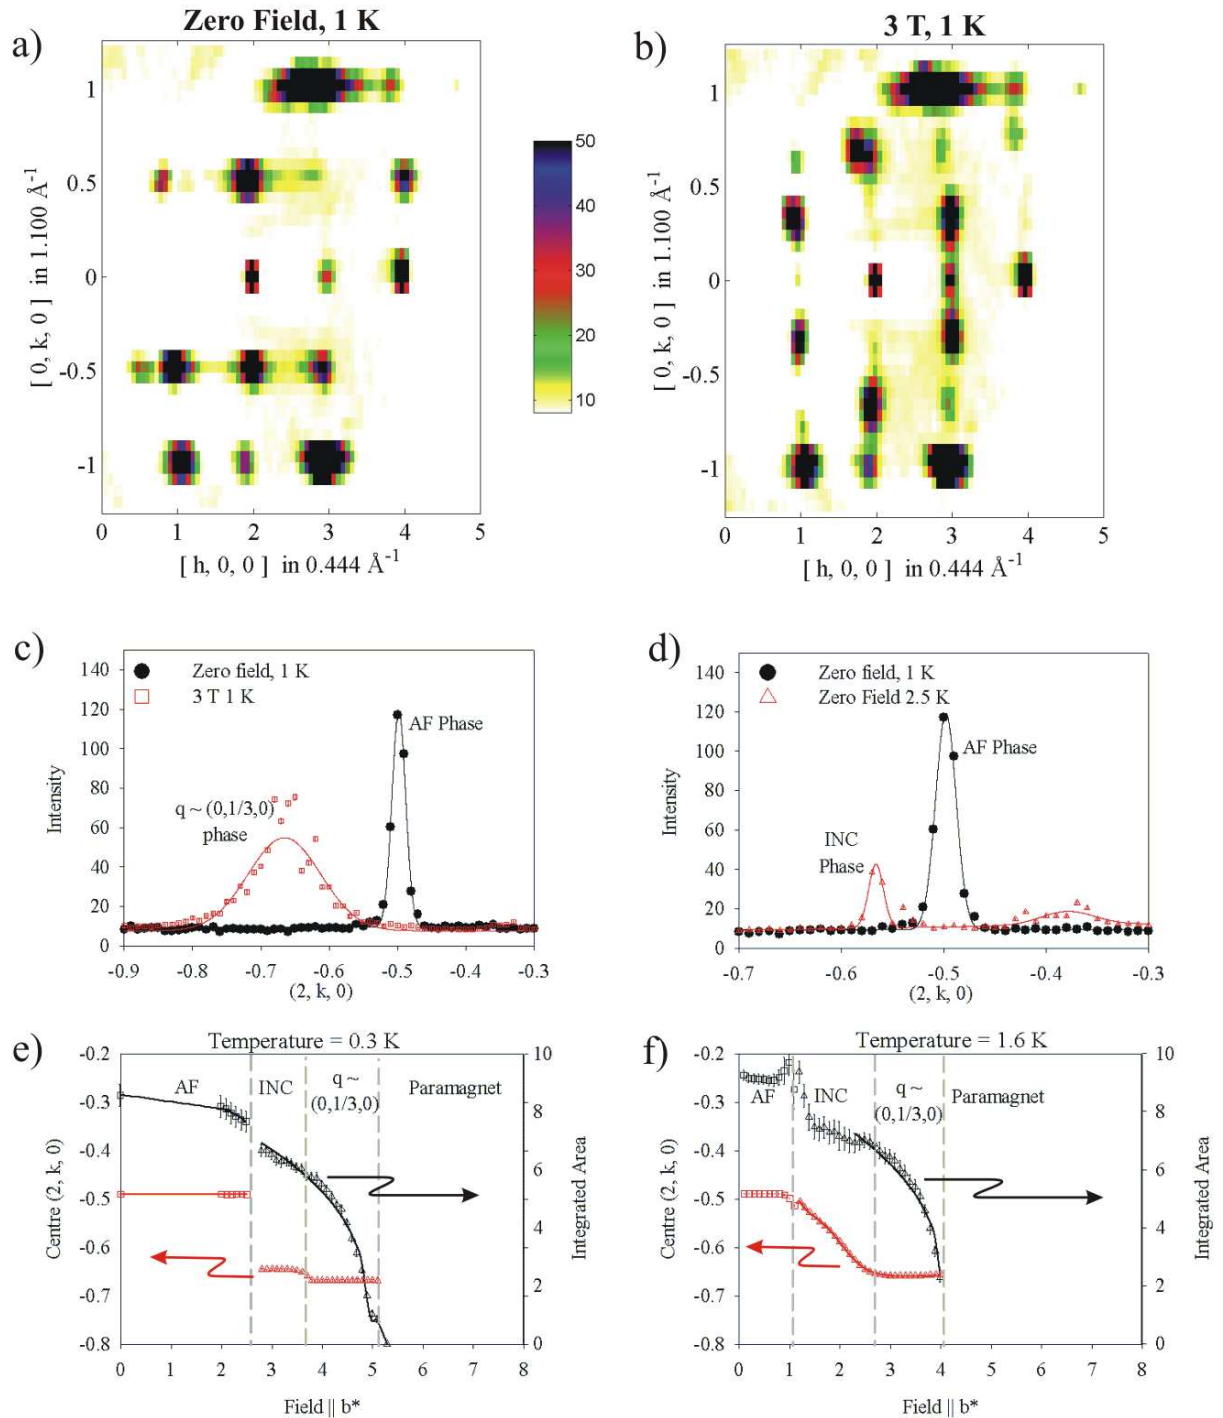 Zero Field, 1 K
3 T, 1 K
a)
b)
1
0.5
0
-0.5
-1
[ 0, k, 0 ] in 1.100 Å-1
0 1 2 3 4 5
[ h, 0, 0 ] in 0.444 Å-1
50
40
30
20
10
1
0.5
0
-0.5
-1
[ 0, k, 0 ] in 1.100 Å-1
0 1 2 3 4 5
[ h, 0, 0 ] in 0.444 Å-1
c)
Zero field, 1 K
3 T 1 K
AF Phase
q ~ (0,1/3,0)
phase
140
120
100
80
60
40
20
0
Intensity
-0.9 -0.8 -0.7 -0.6 -0.5 -0.4 -0.3
(2, k, 0)
d)
Zero field, 1 K
Zero Field 2.5 K
AF Phase
INC
Phase
140
120
100
80
60
40
20
0
Intensity
-0.7 -0.6 -0.5 -0.4 -0.3
(2, k, 0)
e)
Temperature = 0.3 K
AF
INC
q ~
(0,1/3,0)
Paramagnet
-0.2
-0.3
-0.4
-0.5
-0.6
-0.7
-0.8
Centre (2, k, 0)
10
8
6
4
2
0
Integrated Area
0 1 2 3 4 5 6 7 8
Field || b*
f)
Temperature = 1.6 K
AF
INC
q ~
(0,1/3,0)
Paramagnet
-0.2
-0.3
-0.4
-0.5
-0.6
-0.7
-0.8
Centre (2, k, 0)
10
8
6
4
2
0
Integrated Area
0 1 2 3 4 5 6 7 8
Field || b*